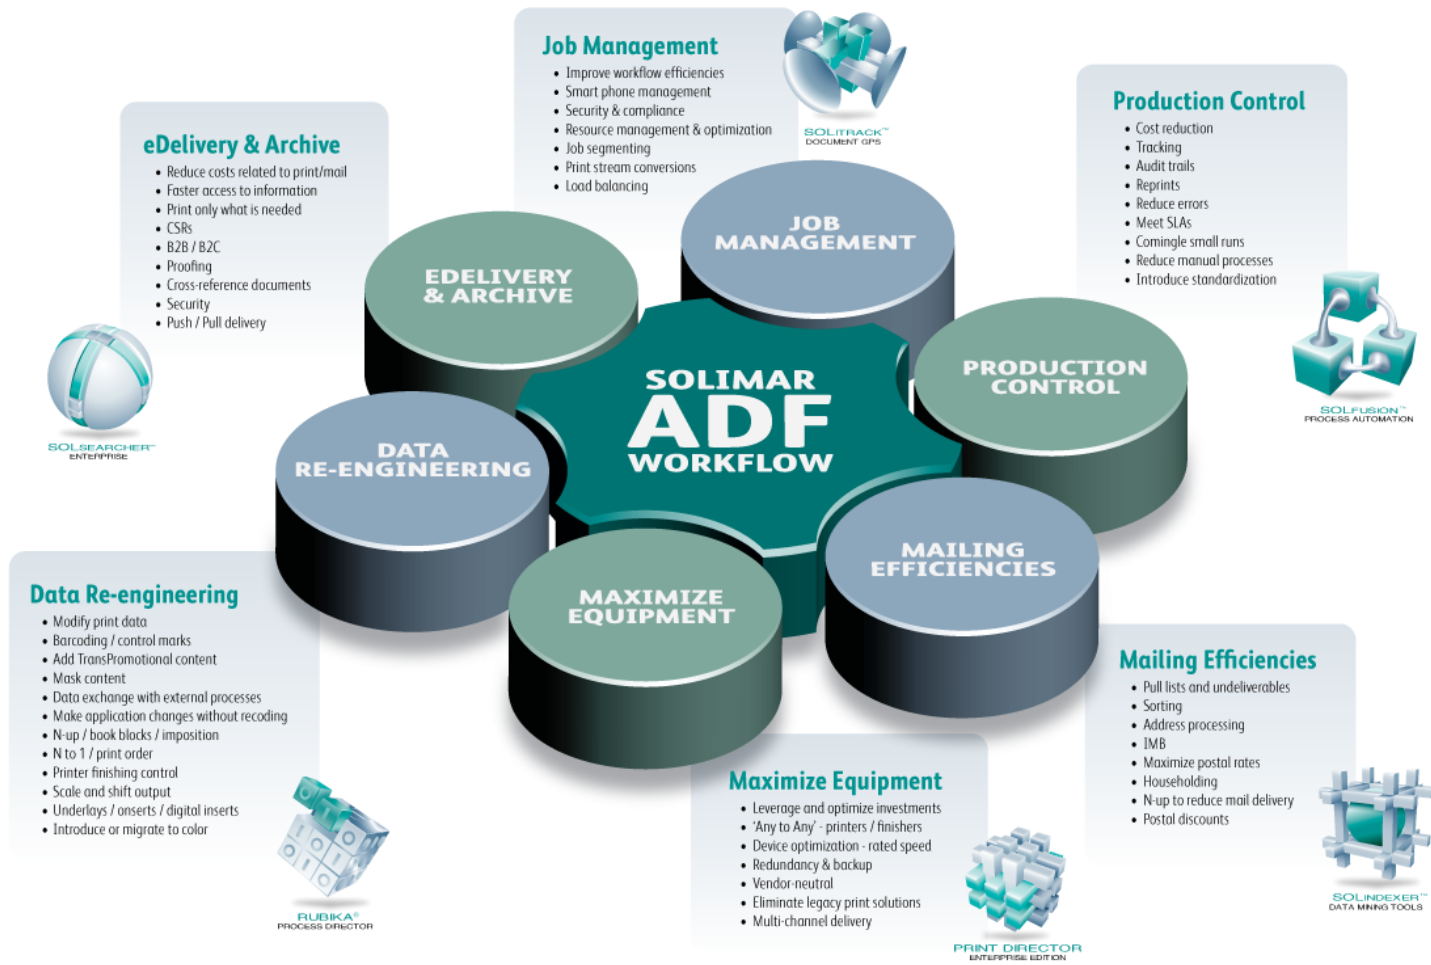 Job Management
• Improve workflow efficiencies
• Smart phone management
• Security & compliance
• Resource management & optimization
• Job segmenting
• Print stream conversions
• Load balancing
SOLITRACK™
DOCUMENT GPS
Production Control
• Cost reduction
• Tracking
• Audit trails
• Reprints
• Reduce errors
• Meet SLAs
• Comingle small runs
• Reduce manual processes
• Introduce standardization
SOLFUSION™
PROCESS AUTOMATION
eDelivery & Archive
• Reduce costs related to print/mail
• Faster access to information
• Print only what is needed
• CSRs
• B2B / B2C
• Proofing
• Cross-reference documents
• Security
• Push / Pull delivery
SOLSEARCHER™
ENTERPRISE
JOB
MANAGEMENT
EDELIVERY
& ARCHIVE
PRODUCTION
CONTROL
SOLIMAR
ADF
WORKFLOW
DATA
RE-ENGINEERING
MAILING
EFFICIENCIES
MAXIMIZE
EQUIPMENT
Data Re-engineering
• Modify print data
• Barcoding / control marks
• Add TransPromotional content
• Mask content
• Data exchange with external processes
• Make application changes without recoding
• N-up / book blocks / imposition
• N to 1 / print order
• Printer finishing control
• Scale and shift output
• Underlays / onserts / digital inserts
• Introduce or migrate to color
RUBIKA®
PROCESS DIRECTOR
Maximize Equipment
• Leverage and optimize investments
• 'Any to Any' - printers / finishers
• Device optimization - rated speed
• Redundancy & backup
• Vendor-neutral
• Eliminate legacy print solutions
• Multi-channel delivery
PRINT DIRECTOR
ENTERPRISE EDITION
Mailing Efficiencies
• Pull lists and undeliverables
• Sorting
• Address processing
• IMB
• Maximize postal rates
• Householding
• N-up to reduce mail delivery
• Postal discounts
SOLINDEXER™
DATA MINING TOOLS